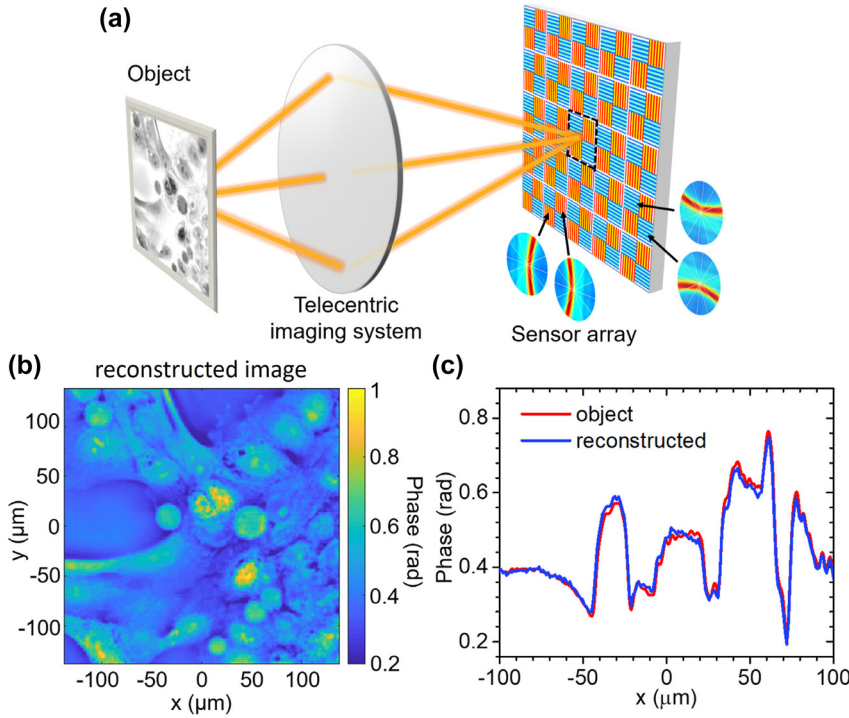 (a)
Object
Telecentric
imaging system
Sensor array
(b)
reconstructed image
100
50
0
-50
-100
y (µm)
-100 -50 0 50 100
x (µm)
1
0.8
0.6
0.4
0.2
Phase (rad)
(c)
object
reconstructed
0.8
0.6
0.4
0.2
Phase (rad)
-100 -50 0 50 100
x (µm)